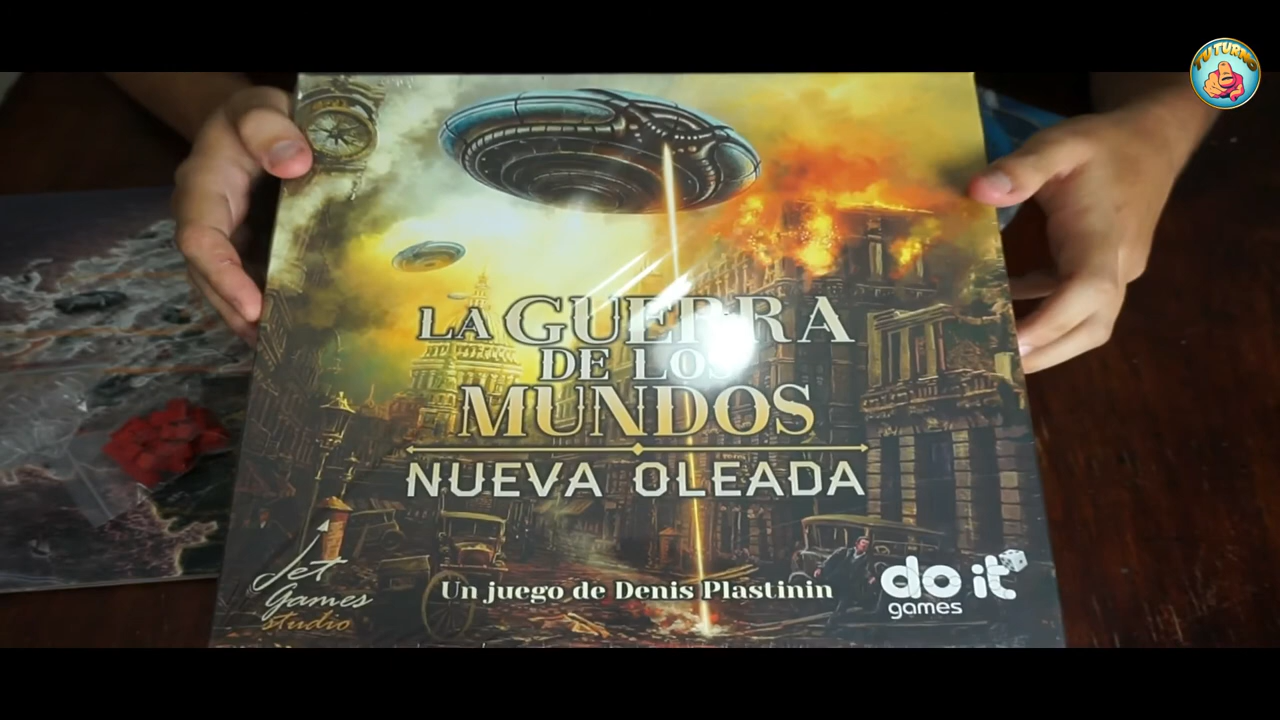 TU TURNO
LA GUERRA
DE LOS
MUNDOS
NUEVA OLEADA
Un juego de Denis Plastinin
Jet
Games
studio
do it
games